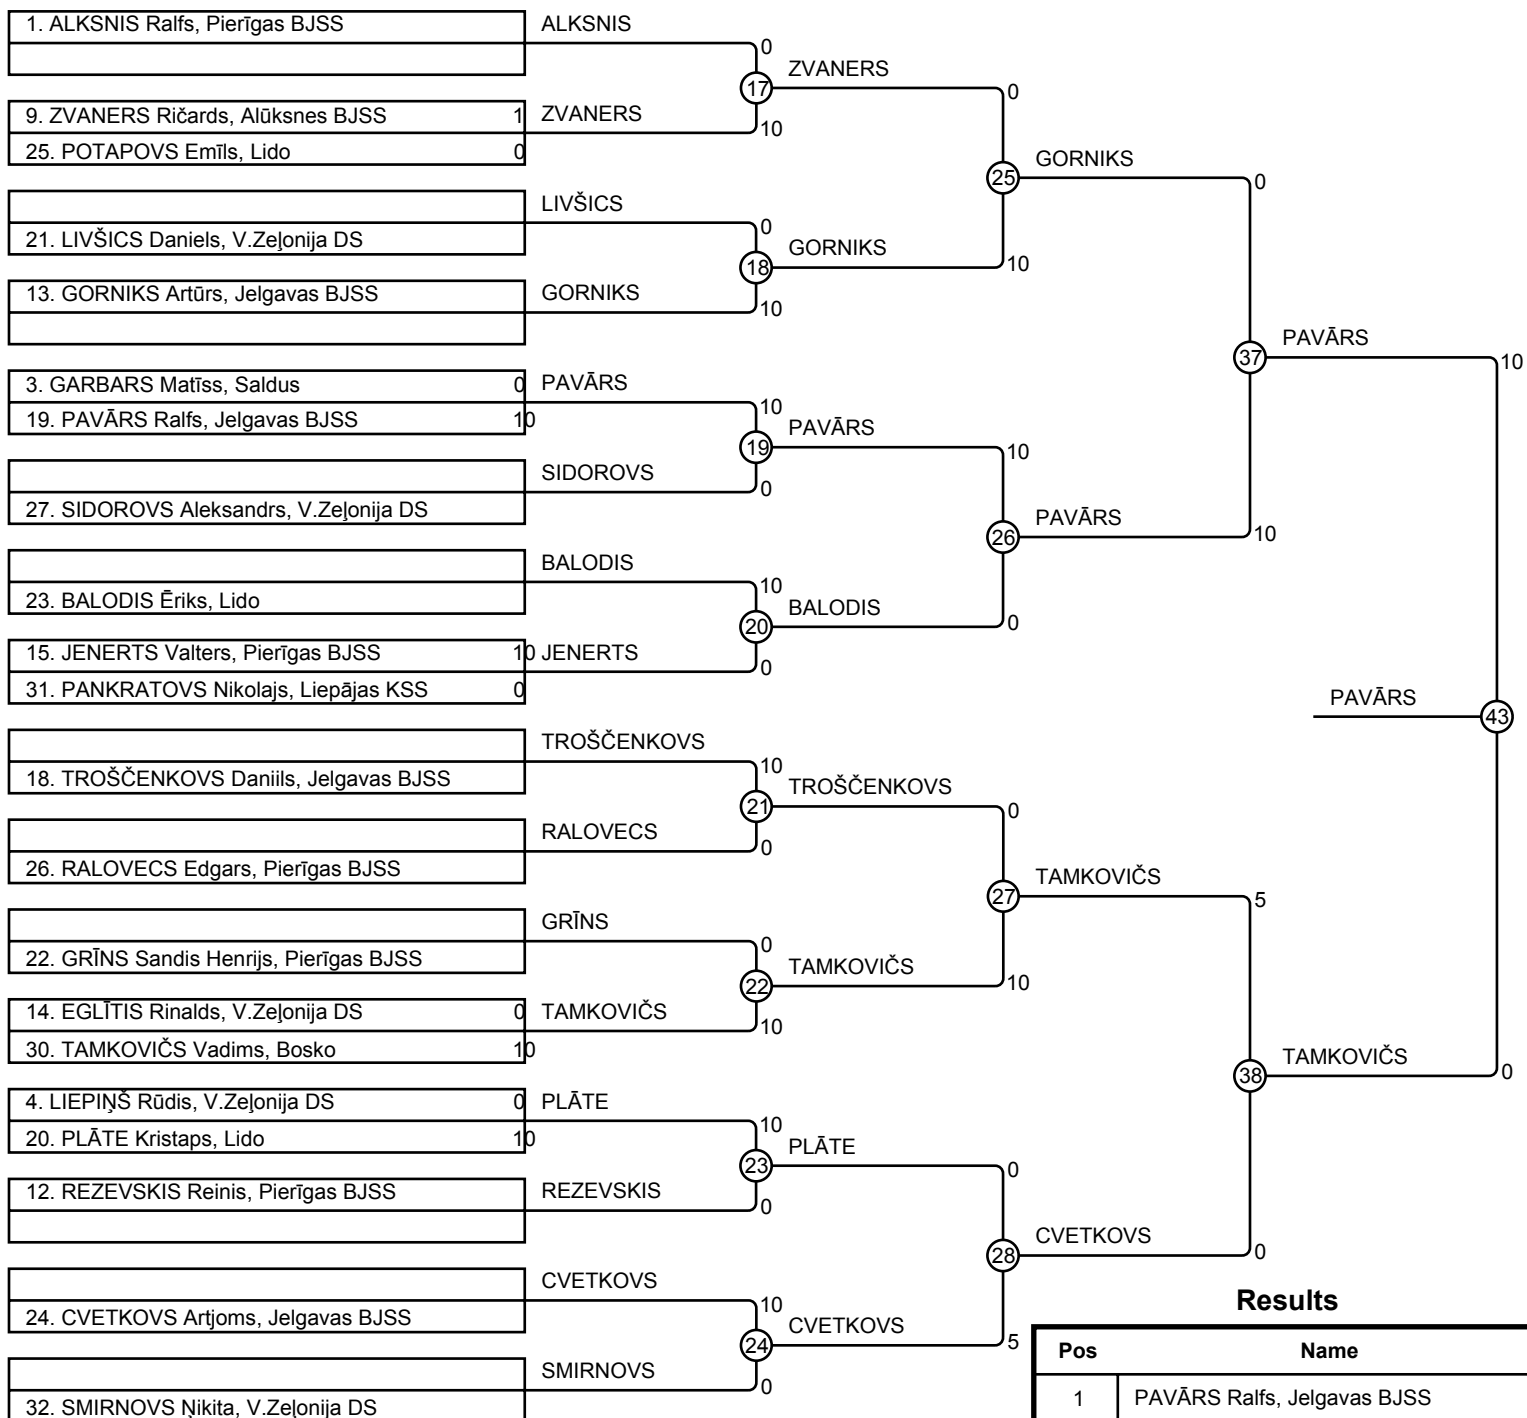 1. ALKSNIS Ralfs, Pierīgas BJSS
ALKSNIS
0
17
ZVANERS
0
9. ZVANERS Ričards, Alūksnes BJSS 1
ZVANERS
10
25. POTAPOVS Emīls, Lido 0
25
GORNIKS
0
LIVŠICS
0
21. LIVŠICS Daniels, V.Zeļonija DS
18
GORNIKS
10
13. GORNIKS Artūrs, Jelgavas BJSS
GORNIKS
10
37
PAVĀRS
10
3. GARBARS Matīss, Saldus 0
PAVĀRS
10
19. PAVĀRS Ralfs, Jelgavas BJSS 10
19
PAVĀRS
10
SIDOROVS
0
27. SIDOROVS Aleksandrs, V.Zeļonija DS
26
PAVĀRS
10
BALODIS
10
23. BALODIS Ēriks, Lido
20
BALODIS
0
15. JENERTS Valters, Pierīgas BJSS 10
JENERTS
0
31. PANKRATOVS Nikolajs, Liepājas KSS 0
PAVĀRS
43
TROŠČENKOVS
10
18. TROŠČENKOVS Daniils, Jelgavas BJSS
21
TROŠČENKOVS
0
RALOVECS
0
26. RALOVECS Edgars, Pierīgas BJSS
27
TAMKOVIČS
5
GRĪNS
0
22. GRĪNS Sandis Henrijs, Pierīgas BJSS
22
TAMKOVIČS
10
14. EGLĪTIS Rinalds, V.Zeļonija DS 0
TAMKOVIČS
10
30. TAMKOVIČS Vadims, Bosko 10
38
TAMKOVIČS
0
4. LIEPIŅŠ Rūdis, V.Zeļonija DS 0
PLĀTE
10
20. PLĀTE Kristaps, Lido 10
23
PLĀTE
0
12. REZEVSKIS Reinis, Pierīgas BJSS
REZEVSKIS
0
28
CVETKOVS
0
CVETKOVS
10
24. CVETKOVS Artjoms, Jelgavas BJSS
24
CVETKOVS
5
SMIRNOVS
0
32. SMIRNOVS Ņikita, V.Zeļonija DS
Results
Pos Name
1 PAVĀRS Ralfs, Jelgavas BJSS